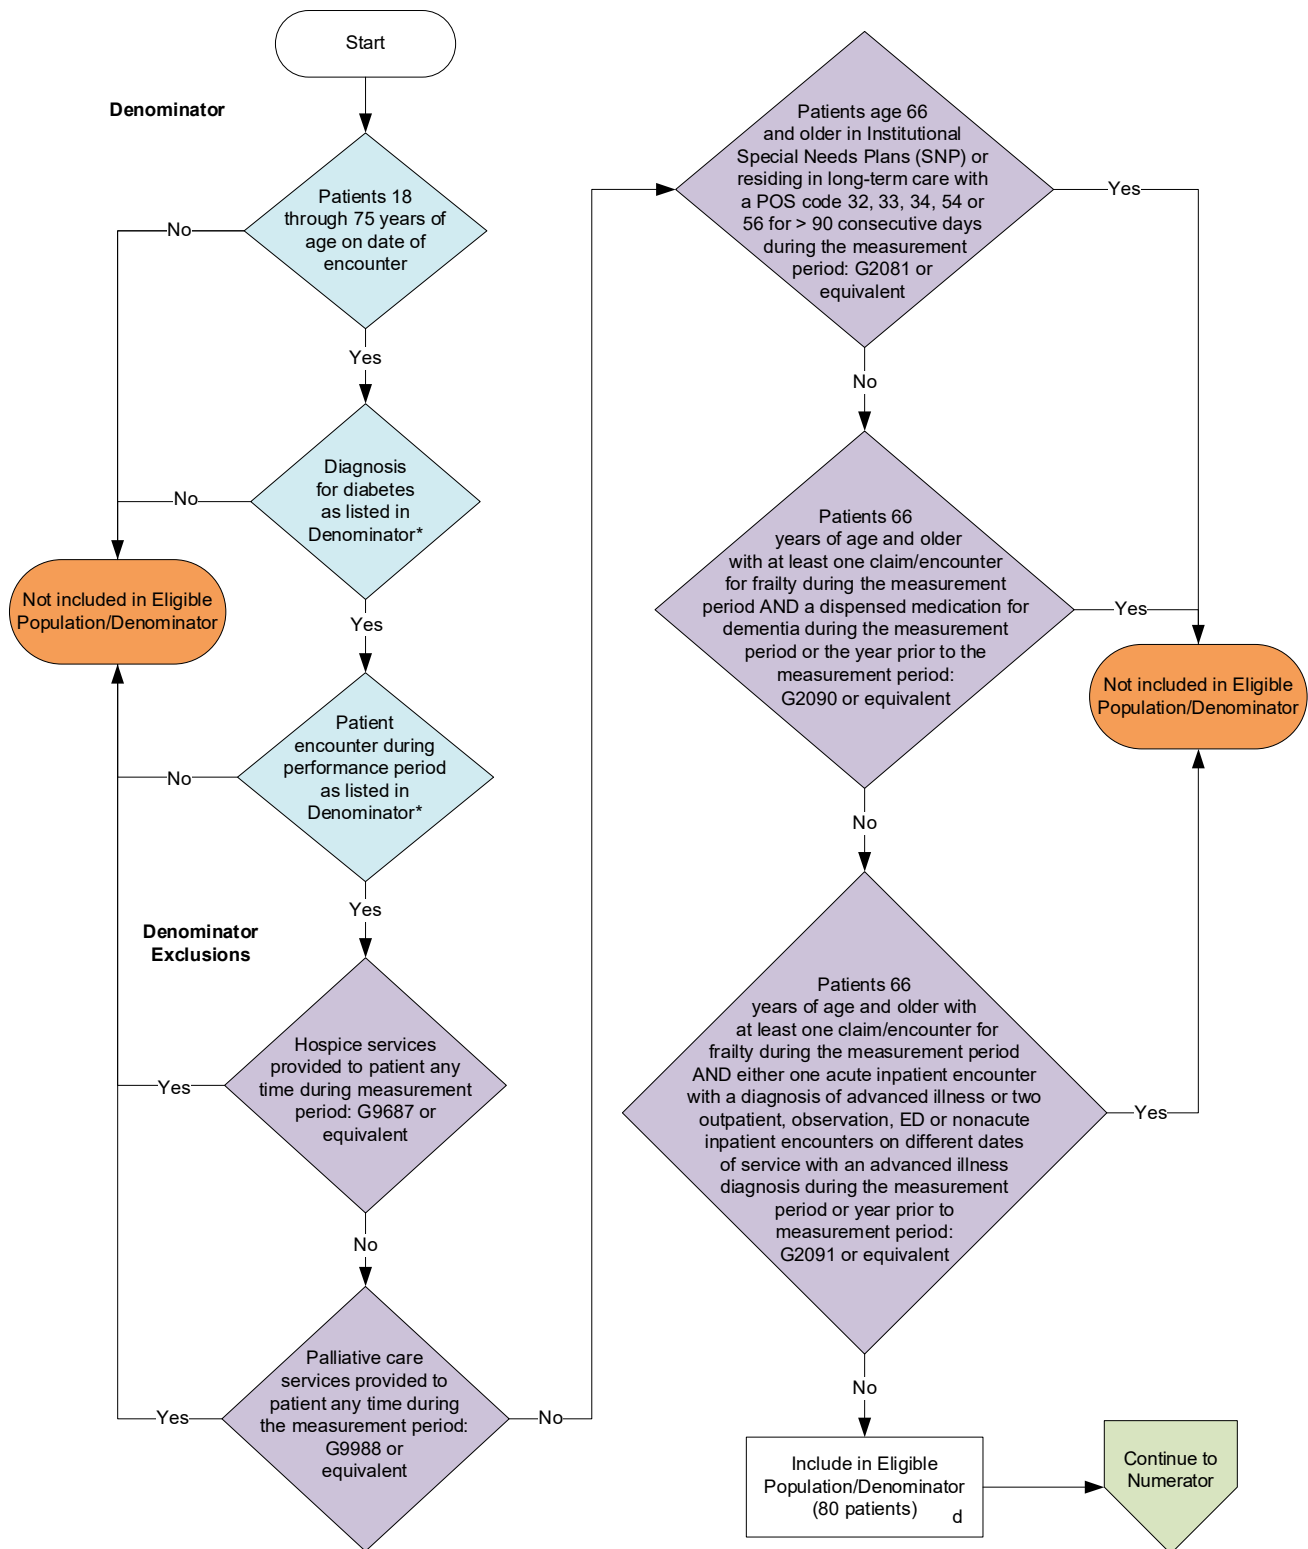 Start
Denominator
Patients 18
through 75 years of
age on date of
encounter
No
Yes
Diagnosis
for diabetes
as listed in
Denominator*
No
Yes
Not included in Eligible
Population/Denominator
Patient
encounter during
performance period
as listed in
Denominator*
No
Yes
Denominator
Exclusions
Hospice services
provided to patient any
time during measurement
period: G9687 or
equivalent
Yes
No
Palliative care
services provided to
patient any time during
the measurement period:
G9988 or
equivalent
Yes
No
Patients age 66
and older in Institutional
Special Needs Plans (SNP) or
residing in long-term care with
a POS code 32, 33, 34, 54 or
56 for > 90 consecutive days
during the measurement
period: G2081 or
equivalent
Yes
No
Patients 66
years of age and older
with at least one claim/encounter
for frailty during the measurement
period AND a dispensed medication for
dementia during the measurement
period or the year prior to the
measurement period:
G2090 or equivalent
Yes
No
Not included in Eligible
Population/Denominator
Patients 66
years of age and older with
at least one claim/encounter for
frailty during the measurement period
AND either one acute inpatient encounter
with a diagnosis of advanced illness or two
outpatient, observation, ED or nonacute
inpatient encounters on different dates
of service with an advanced illness
diagnosis during the measurement
period or year prior to
measurement period:
G2091 or equivalent
Yes
No
Include in Eligible
Population/Denominator
(80 patients)
d
Continue to
Numerator